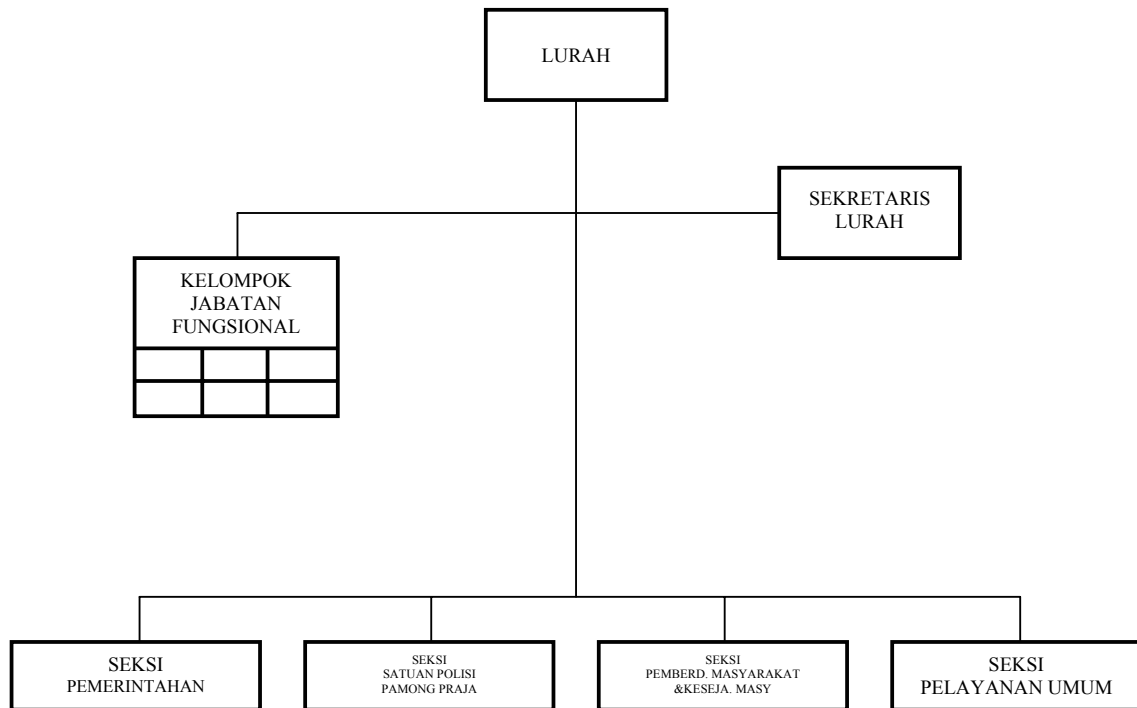 LURAH
SEKRETARIS
LURAH
KELOMPOK
JABATAN
FUNGSIONAL
SEKSI
PEMERINTAHAN
SEKSI
SATUAN POLISI
PAMONG PRAJA
SEKSI
PEMBERD. MASYARAKAT
&KESEJA. MASY
SEKSI
PELAYANAN UMUM